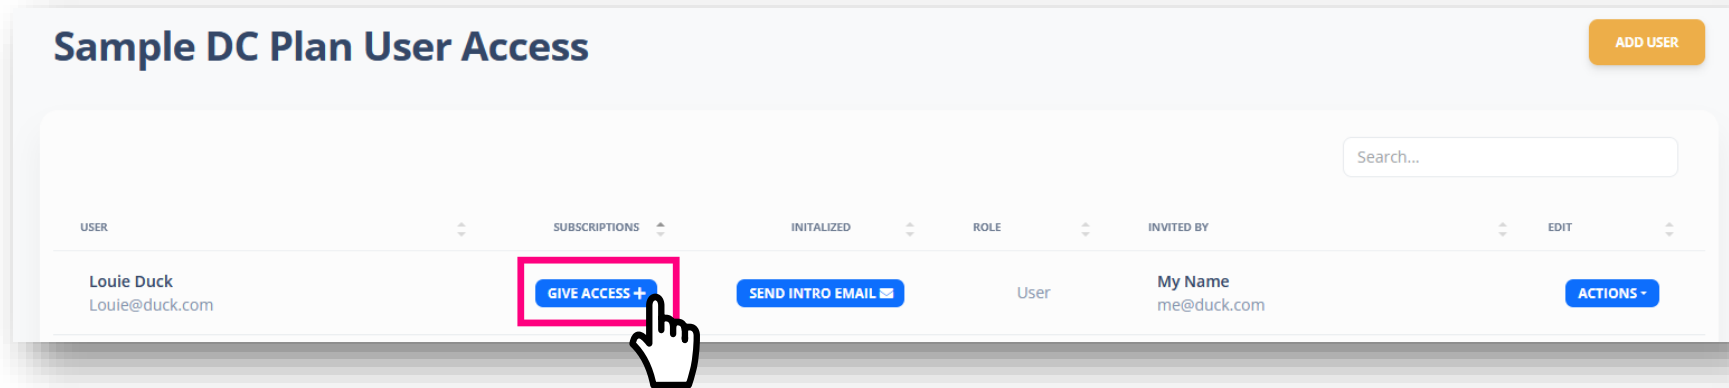 Sample DC Plan User Access
ADD USER
Search...
USER SUBSCRIPTIONS INITALIZED ROLE INVITED BY EDIT
Louie Duck My Name
GIVE ACCESS + SEND INTRO EMAIL User ACTIONS
Louie@duck.com me@duck.com